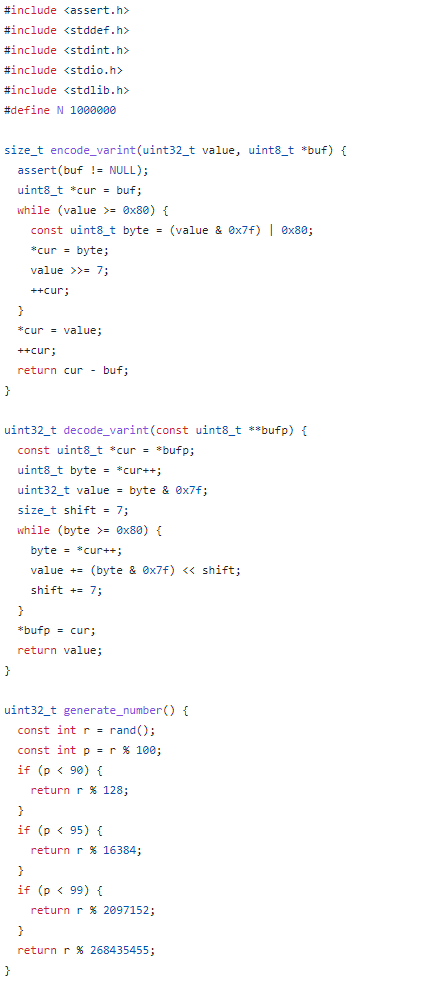 #include <assert.h>
#include <stddef.h>
#include <stdint.h>
#include <stdio.h>
#include <stdlib.h>
#define N 1000000

size_t encode_varint(uint32_t value, uint8_t *buf) {
  assert(buf != NULL);
  uint8_t *cur = buf;
  while (value >= 0x80) {
    const uint8_t byte = (value & 0x7f) | 0x80;
    *cur = byte;
    value >>= 7;
    ++cur;
  }
  *cur = value;
  ++cur;
  return cur - buf;
}

uint32_t decode_varint(const uint8_t **bufp) {
  const uint8_t *cur = *bufp;
  uint8_t byte = *cur++;
  uint32_t value = byte & 0x7f;
  size_t shift = 7;
  while (byte >= 0x80) {
    byte = *cur++;
    value += (byte & 0x7f) << shift;
    shift += 7;
  }
  *bufp = cur;
  return value;
}

uint32_t generate_number() {
  const int r = rand();
  const int p = r % 100;
  if (p < 90) {
    return r % 128;
  }
  if (p < 95) {
    return r % 16384;
  }
  if (p < 99) {
    return r % 2097152;
  }
  return r % 268435455;
}